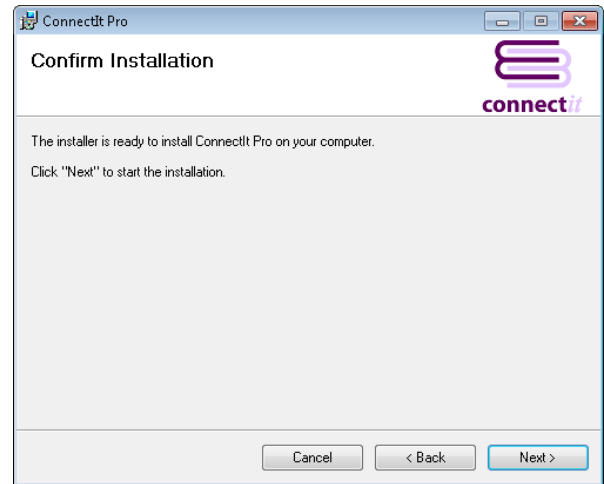 ConnectIt Pro
Confirm Installation
connectit
The installer is ready to install ConnectIt Pro on your computer.
Click "Next" to start the installation.
Cancel
< Back
Next >